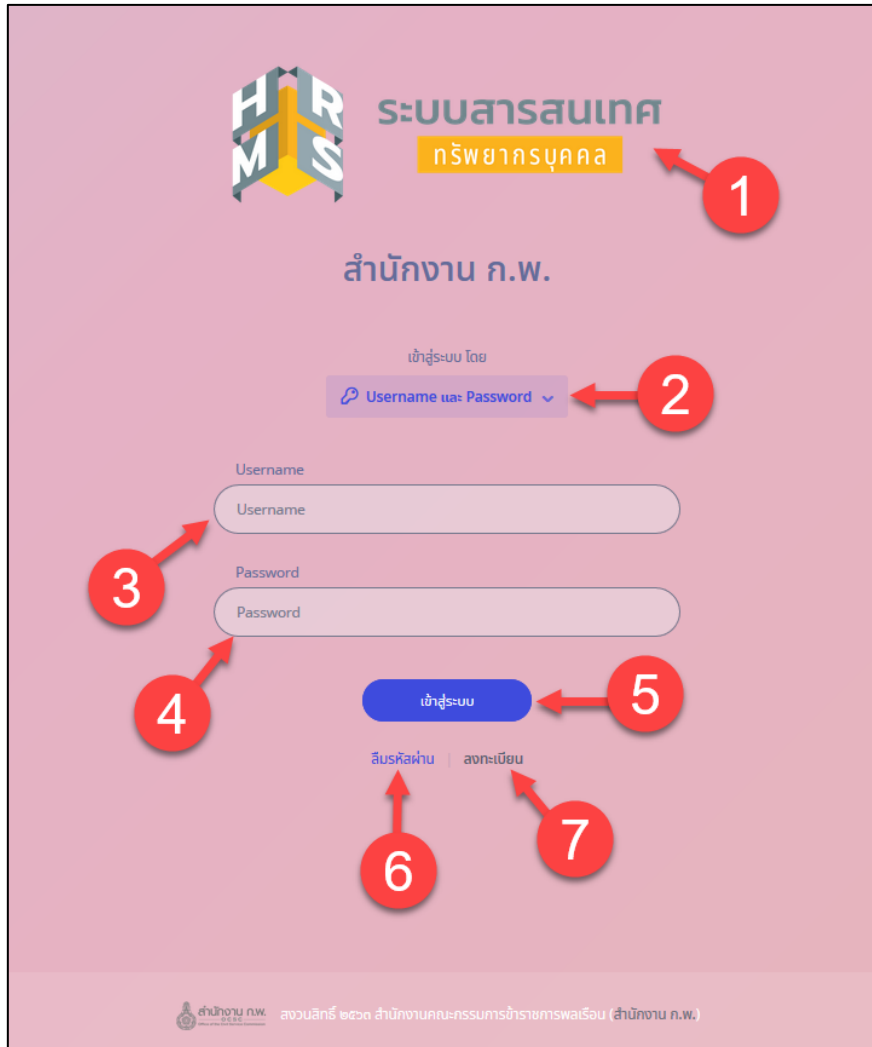 HR
MS
ระบบสารสนเทศ
ทรัพยากรบุคคล
1
สำนักงาน ก.พ.
เข้าสู่ระบบ โดย
Username และ Password
2
Username
Username
3
Password
Password
4
เข้าสู่ระบบ
5
ลืมรหัสผ่าน | ลงทะเบียน
6
7
สำนักงาน ก.พ.
สงวนสิทธิ์ ๒๕๖๓ สำนักงานคณะกรรมการข้าราชการพลเรือน (สำนักงาน ก.พ.)